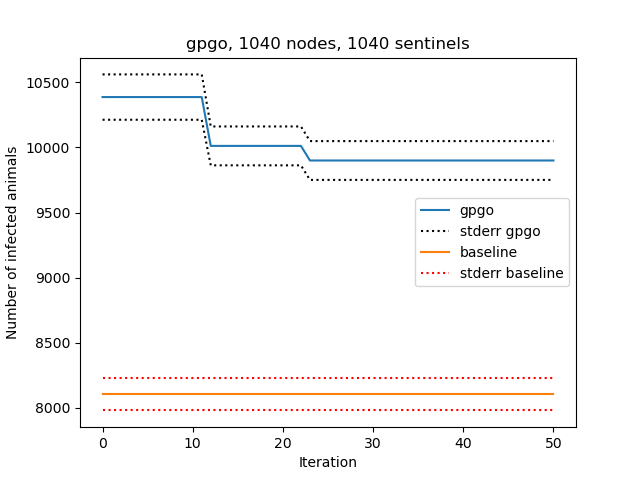 gpgo, 1040 nodes, 1040 sentinels
10500
10000
9500
9000
8500
8000
Number of infected animals
gpgo
stderr gpgo
baseline
stderr baseline
0
10
20
30
40
50
Iteration